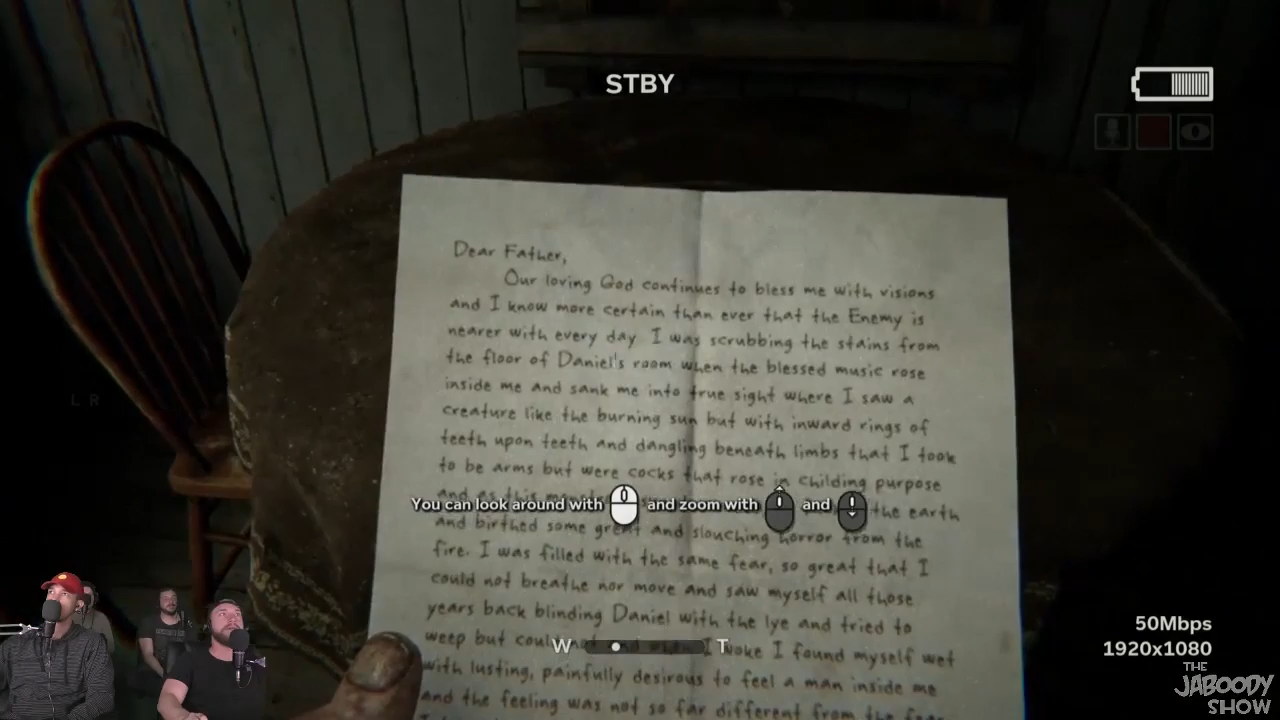 STBY
Dear Father,
Our loving God continues to bless me with visions
and I know more certain than ever that the Enemy is
nearer with every day. I was scrubbing the stains from
the floor of Daniel's room when the blessed music rose
inside me and sank me into true sight where I saw a
creature like the burning sun but with inward rings of
teeth upon teeth and dangling beneath limbs that I took
to be arms but were cocks that rose in childing purpose
and as this the earth
You can look around with and zoom with and
and birthed some great and slouching horror from the
fire. I was filled with the same fear, so great that I
could not breathe nor move and saw myself all those
years back blinding Daniel with the lye and tried to
weep but could not I woke I found myself wet
W T
with lusting, painfully desirous to feel a man inside me
and the feeling was not so far different from the fear
L R
50Mbps
1920x1080
THE
JABOODY
SHOW